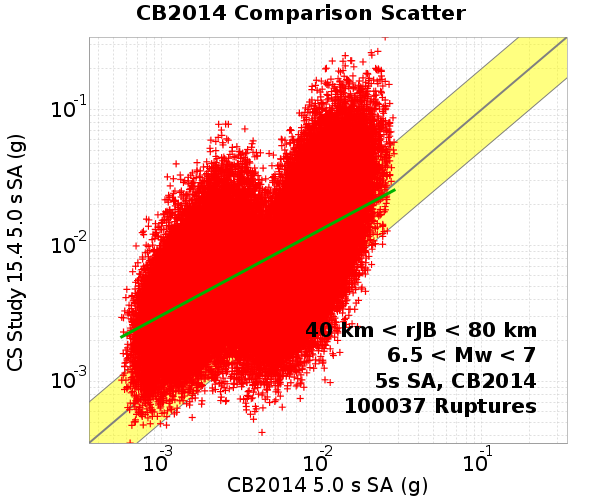 CB2014 Comparison Scatter
CS Study 15.4 5.0 s SA (g)
10-1
10-2
10-3
40 km < rJB < 80 km
6.5 < Mw < 7
5s SA, CB2014
100037 Ruptures
10-3 10-2 10-1
CB2014 5.0 s SA (g)